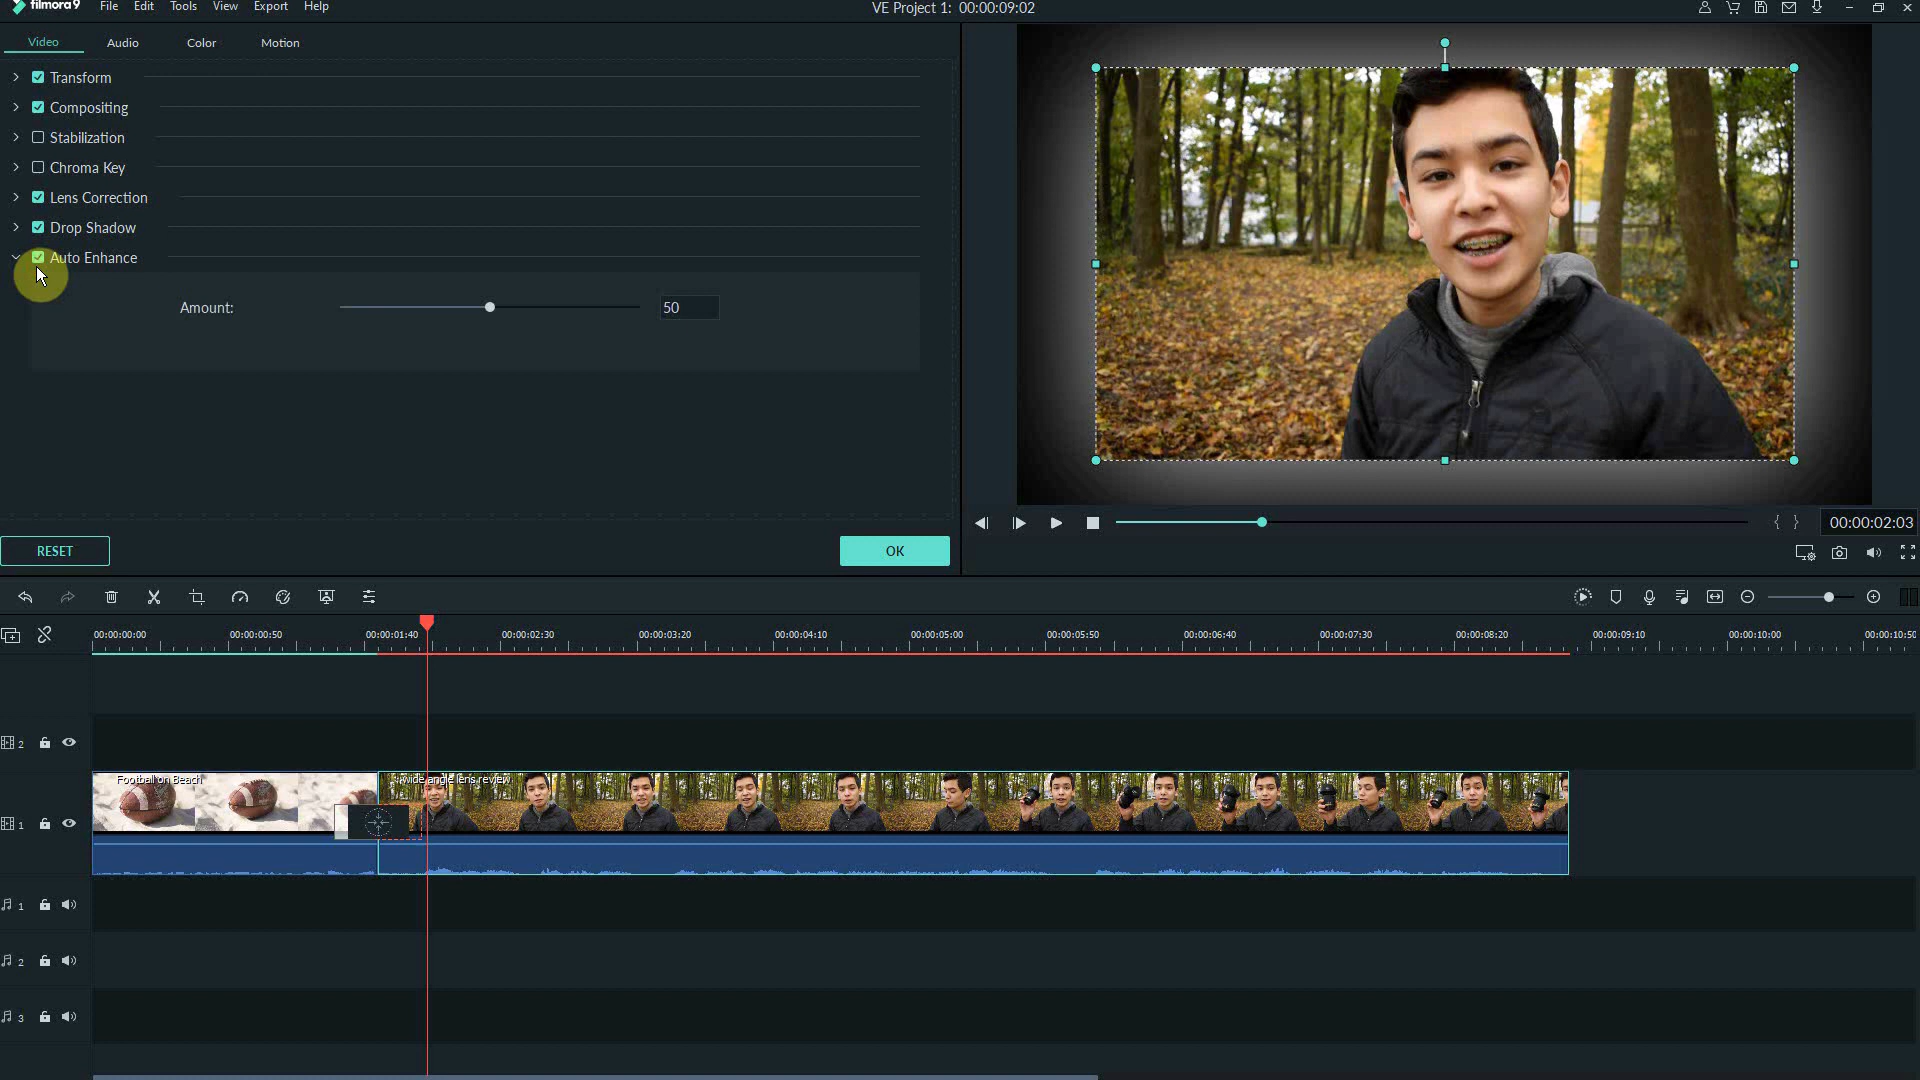 filmora9 File Edit Tools View Export Help VE Project 1: 00:00:09:02
Video Audio Color Motion
Transform
Compositing
Stabilization
Chroma Key
Lens Correction
Drop Shadow
Auto Enhance
Amount: 50
RESET OK
00:00:02:03
00:00:00:00 00:00:00:50 00:00:01:40 00:00:02:30 00:00:03:20 00:00:04:10 00:00:05:00 00:00:05:50 00:00:06:40 00:00:07:30 00:00:08:20 00:00:09:10 00:00:10:00 00:00:10:50
2
Football on Beach wide angle lens review
1
1
2
3